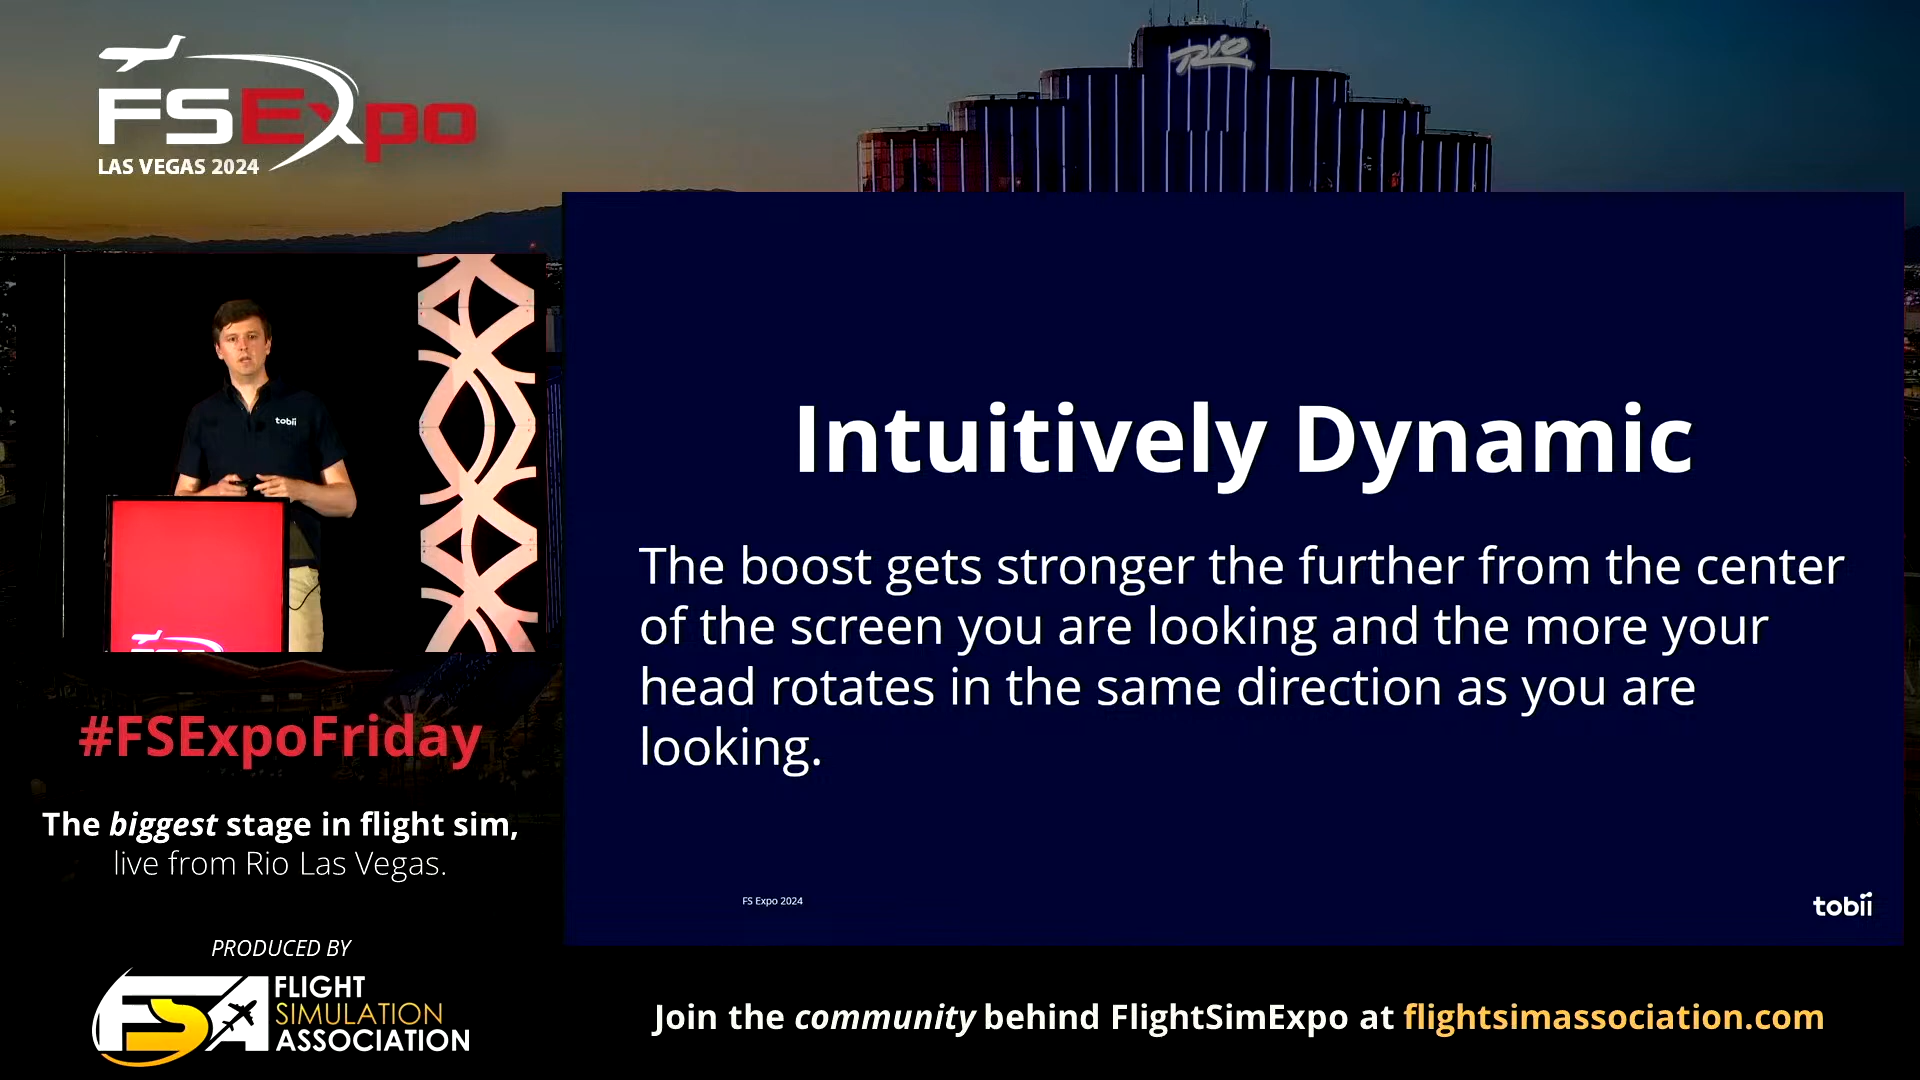 FSExpo
LAS VEGAS 2024
Rio
tobii
#FSExpoFriday
The biggest stage in flight sim,
live from Rio Las Vegas.
PRODUCED BY
FSA
FLIGHT
SIMULATION
ASSOCIATION
Intuitively Dynamic
The boost gets stronger the further from the center
of the screen you are looking and the more your
head rotates in the same direction as you are
looking.
FS Expo 2024
tobii
Join the community behind FlightSimExpo at flightsimassociation.com